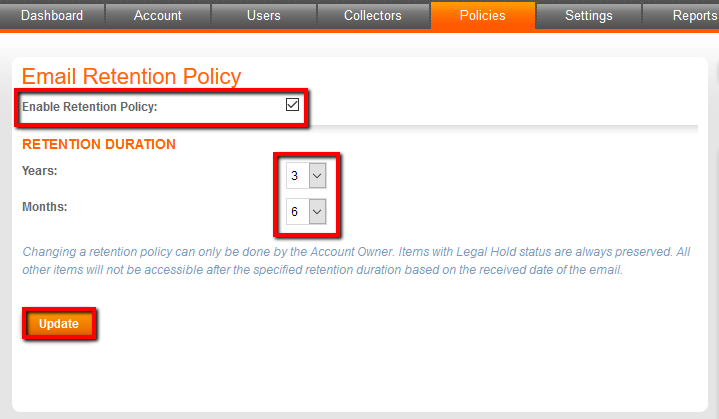 Dashboard Account Users Collectors Policies Settings Reports
Email Retention Policy
Enable Retention Policy:
RETENTION DURATION
Years: 3
Months: 6
Changing a retention policy can only be done by the Account Owner. Items with Legal Hold status are always preserved. All
other items will not be accessible after the specified retention duration based on the received date of the email.
Update